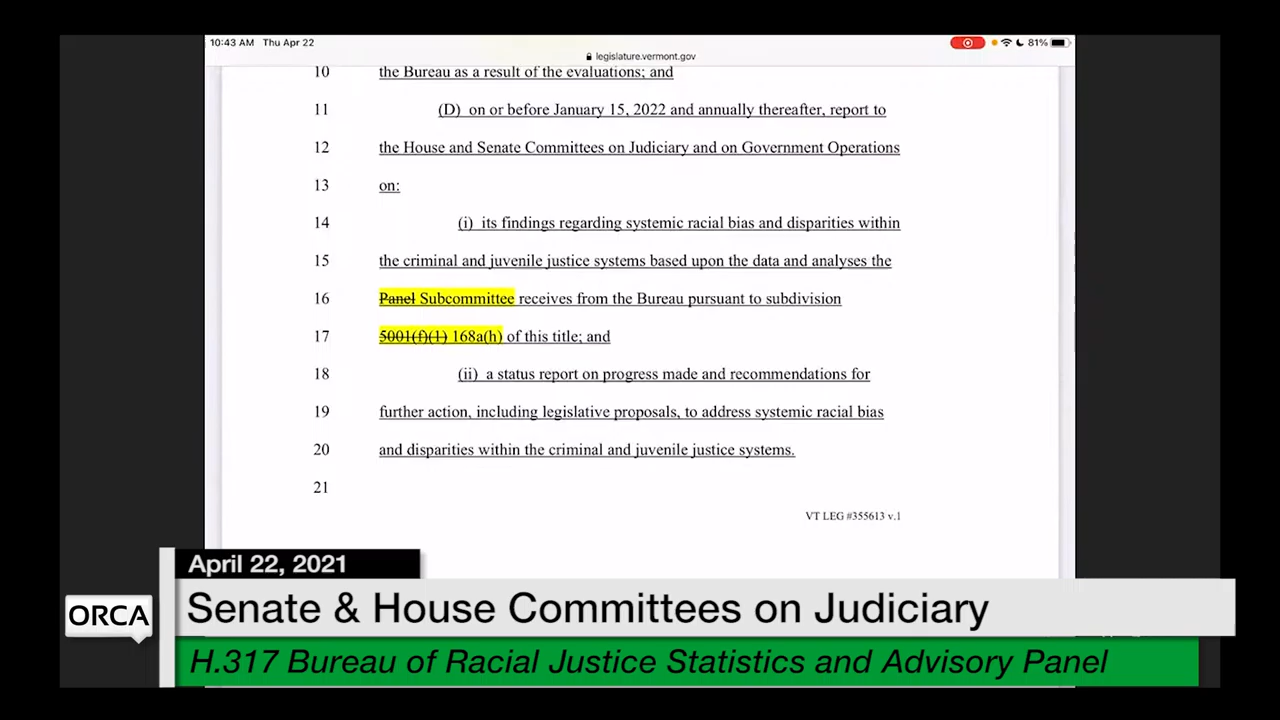 10:43 AM Thu Apr 22
81%
legislature.vermont.gov
10 the Bureau as a result of the evaluations; and
11 (D) on or before January 15, 2022 and annually thereafter, report to
12 the House and Senate Committees on Judiciary and on Government Operations
13 on:
14 (i) its findings regarding systemic racial bias and disparities within
15 the criminal and juvenile justice systems based upon the data and analyses the
16 Panel Subcommittee receives from the Bureau pursuant to subdivision
17 5001(f)(1) 168a(h) of this title; and
18 (ii) a status report on progress made and recommendations for
19 further action, including legislative proposals, to address systemic racial bias
20 and disparities within the criminal and juvenile justice systems.
21
VT LEG #355613 v.1
April 22, 2021
ORCA
Senate & House Committees on Judiciary
H.317 Bureau of Racial Justice Statistics and Advisory Panel